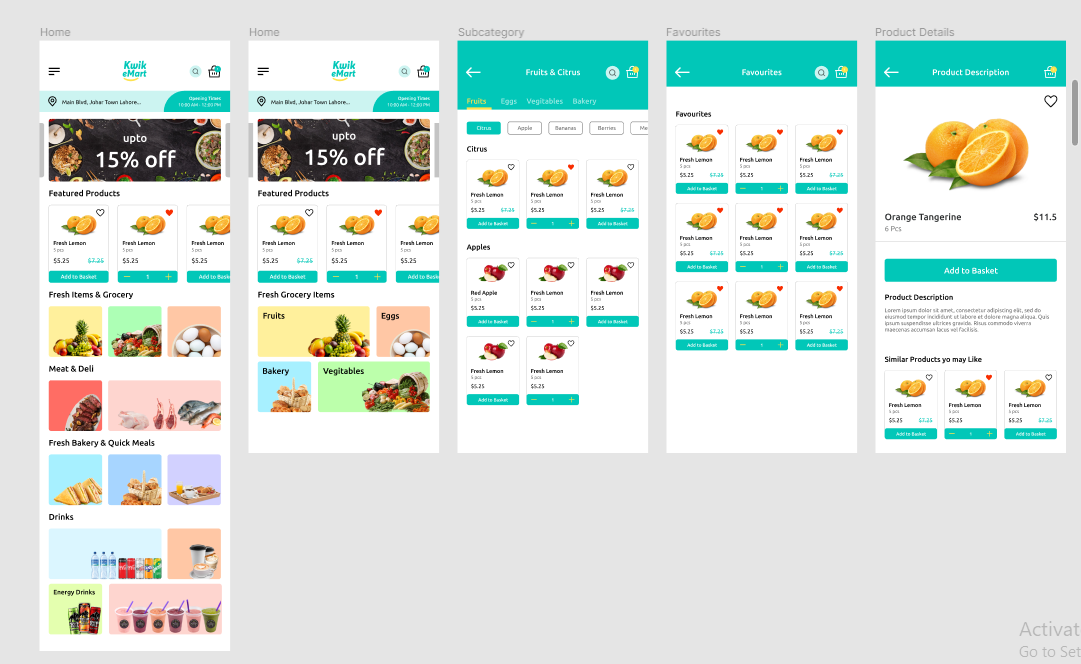 Home
Kwik
eMart
Main Blvd, Johar Town Lahore...
Opening Times
10:00 AM - 12:00 PM
upto
15% off
Featured Products
Fresh Lemon
5 pcs
$5.25
$7.25
Add to Basket
Fresh Lemon
5 pcs
$5.25
1
Fresh Lemon
5 pcs
$5.25
Add to Bask
Fresh Items & Grocery
Meat & Deli
Fresh Bakery & Quick Meals
Drinks
Energy Drinks
Home
Kwik
eMart
Main Blvd, Johar Town Lahore...
Opening Times
10:00 AM - 12:00 PM
upto
15% off
Featured Products
Fresh Lemon
5 pcs
$5.25
$7.25
Add to Basket
Fresh Lemon
5 pcs
$5.25
1
Fresh Lemon
5 pcs
$5.25
Add to Bask
Fresh Grocery Items
Fruits
Eggs
Bakery
Vegitables
Subcategory
Fruits & Citrus
Fruits Eggs Vegitables Bakery
Citrus Apple Bananas Berries Me
Citrus
Fresh Lemon
5 pcs
$5.25
$7.25
Add to Basket
Fresh Lemon
5 pcs
$5.25
1
Fresh Lemon
5 pcs
$5.25
$7.25
Add to Basket
Apples
Red Apple
5 pcs
$5.25
Add to Basket
Fresh Lemon
5 pcs
$5.25
1
Fresh Lemon
5 pcs
$5.25
Add to Basket
Fresh Lemon
5 pcs
$5.25
Add to Basket
Fresh Lemon
5 pcs
$5.25
1
Favourites
Favourites
Favourites
Fresh Lemon
5 pcs
$5.25
$7.25
Add to Basket
Fresh Lemon
5 pcs
$5.25
$7.25
1
Fresh Lemon
5 pcs
$5.25
$7.25
Add to Basket
Fresh Lemon
5 pcs
$5.25
$7.25
Add to Basket
Fresh Lemon
5 pcs
$5.25
$7.25
1
Fresh Lemon
5 pcs
$5.25
$7.25
Add to Basket
Fresh Lemon
5 pcs
$5.25
$7.25
Add to Basket
Fresh Lemon
5 pcs
$5.25
$7.25
1
Fresh Lemon
5 pcs
$5.25
$7.25
Add to Basket
Product Details
Product Description
Orange Tangerine
$11.5
6 Pcs
Add to Basket
Product Description
Lorem ipsum dolor sit amet, consectetur adipiscing elit, sed do
eiusmod tempor incididunt ut labore et dolore magna aliqua. Quis
ipsum suspendisse ultrices gravida. Risus commodo viverra
maecenas accumsan lacus vel facilisis.
Similar Products yo may Like
Fresh Lemon
5 pcs
$5.25
$7.25
Add to Basket
Fresh Lemon
5 pcs
$5.25
$7.25
1
Fresh Lemon
5 pcs
$5.25
$7.25
Add to Basket
Activat
Go to Set